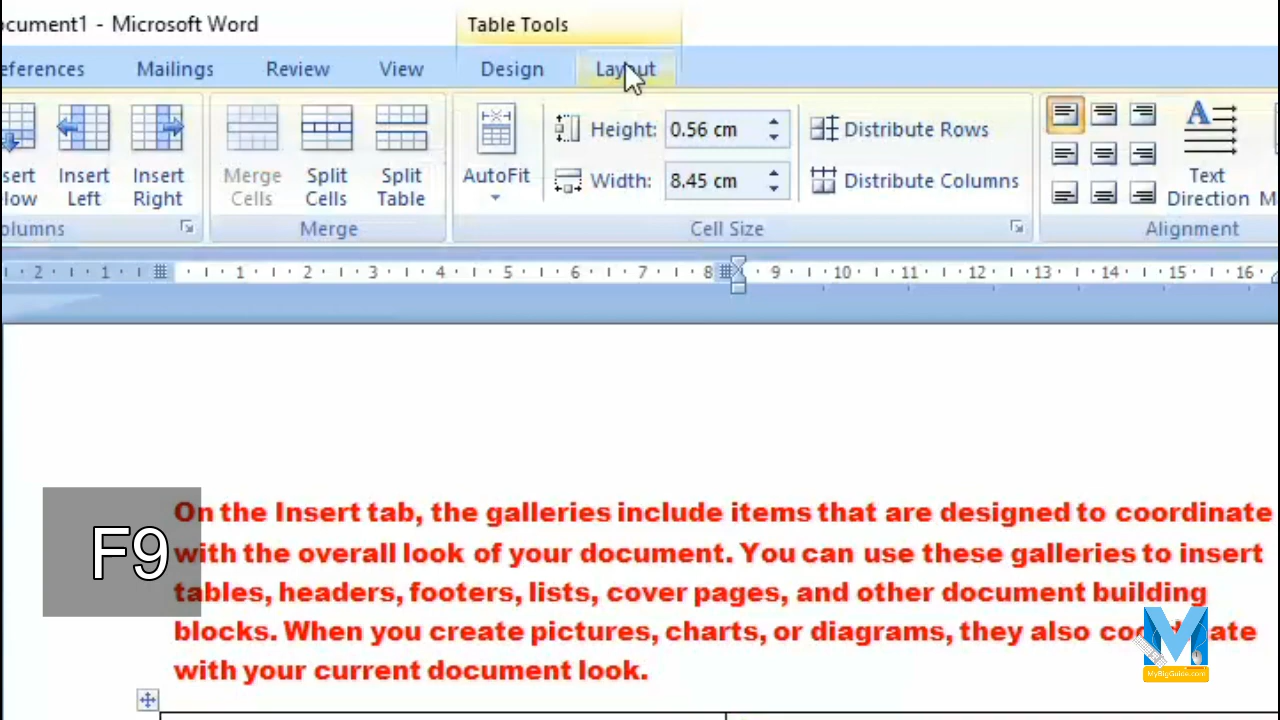 ocument1 - Microsoft Word
Table Tools
eferences Mailings Review View Design Layout
sert low
Insert Left
Insert Right
Merge Cells
Split Cells
Split Table
AutoFit
Height: 0.56 cm
Width: 8.45 cm
Distribute Rows
Distribute Columns
Text Direction
M
olumns Merge Cell Size Alignment
2 1 1 2 3 4 5 6 7 8 9 10 11 12 13 14 15 16
F9
On the Insert tab, the galleries include items that are designed to coordinate
with the overall look of your document. You can use these galleries to insert
tables, headers, footers, lists, cover pages, and other document building
blocks. When you create pictures, charts, or diagrams, they also coordinate
with your current document look.
M
MyBigGuide.com